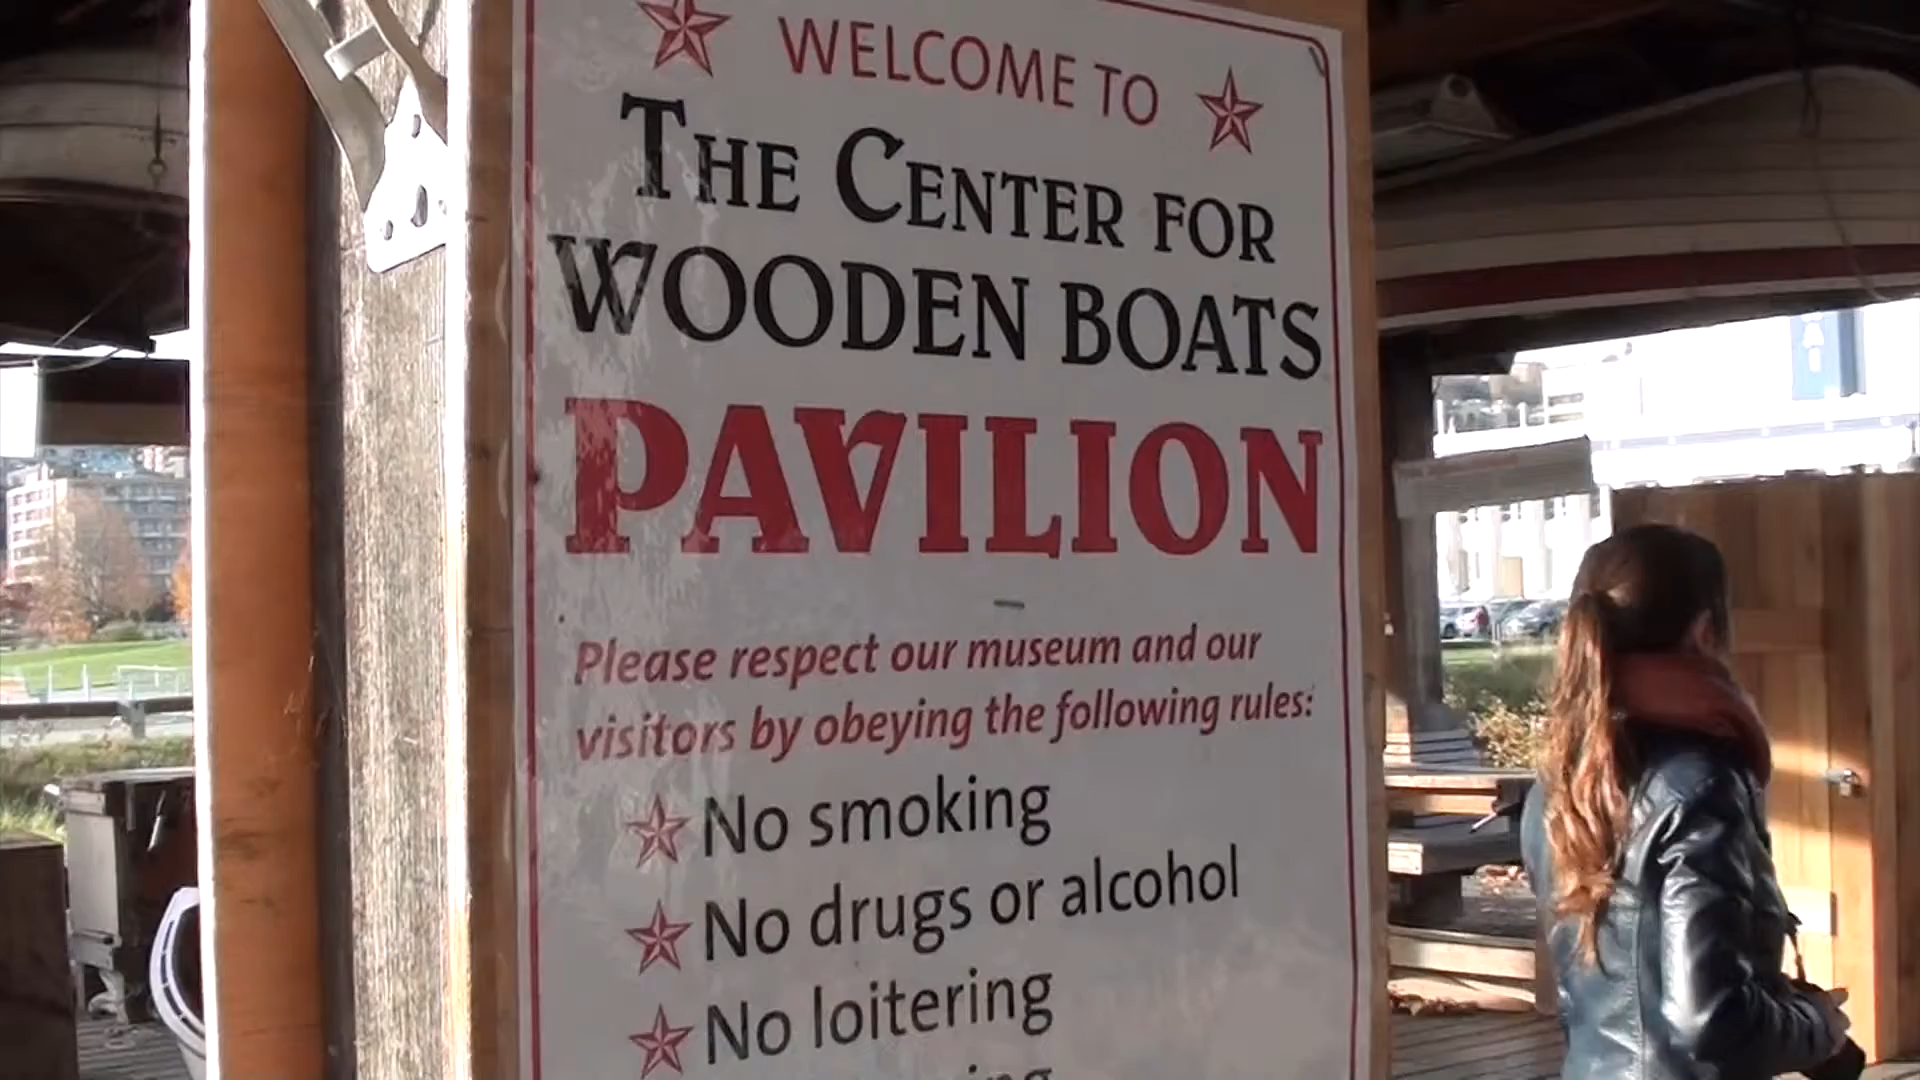 WELCOME TO
THE CENTER FOR
WOODEN BOATS
PAVILION
Please respect our museum and our
visitors by obeying the following rules:
No smoking
No drugs or alcohol
No loitering